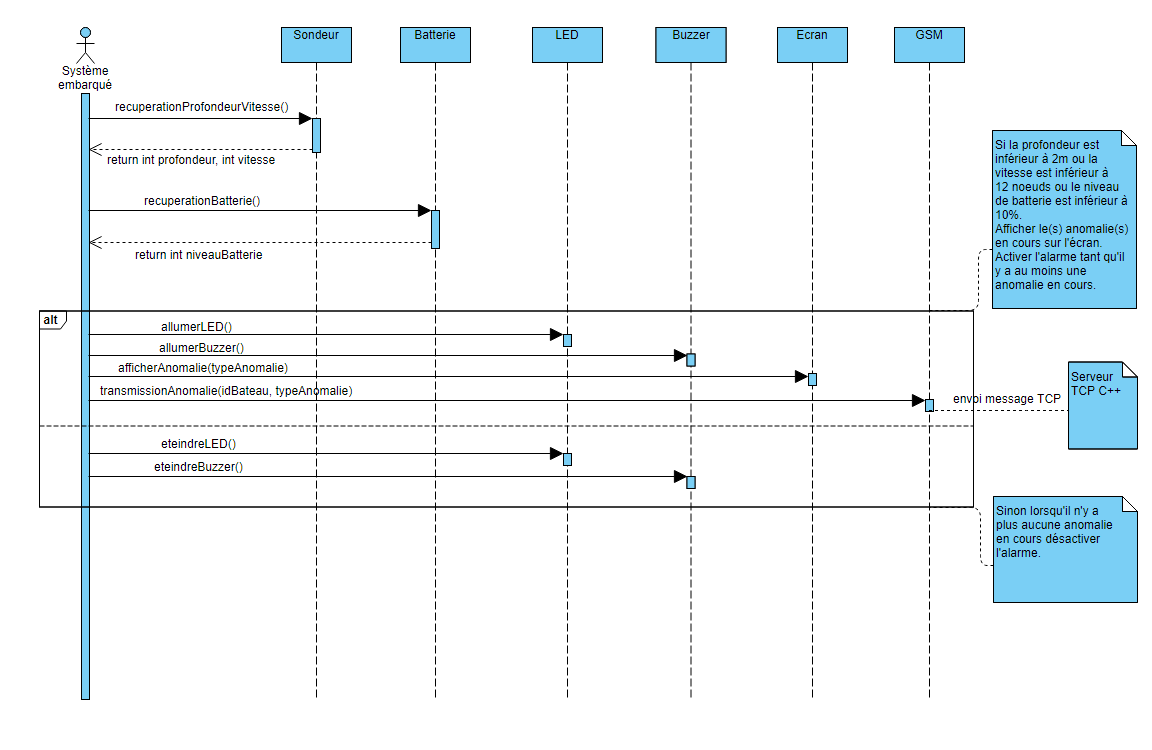 Sondeur
Batterie
LED
Buzzer
Ecran
GSM
Système
embarqué
recuperationProfondeurVitesse()
return int profondeur, int vitesse
recuperationBatterie()
return int niveauBatterie
Si la profondeur est
inférieur à 2m ou la
vitesse est inférieur à
12 noeuds ou le niveau
de batterie est inférieur à
10%.
Afficher le(s) anomalie(s)
en cours sur l'écran.
Activer l'alarme tant qu'il
y a au moins une
anomalie en cours.
alt
allumerLED()
allumerBuzzer()
afficherAnomalie(typeAnomalie)
transmissionAnomalie(idBateau, typeAnomalie)
envoi message TCP
Serveur
TCP C++
eteindreLED()
eteindreBuzzer()
Sinon lorsqu'il n'y a
plus aucune anomalie
en cours désactiver
l'alarme.